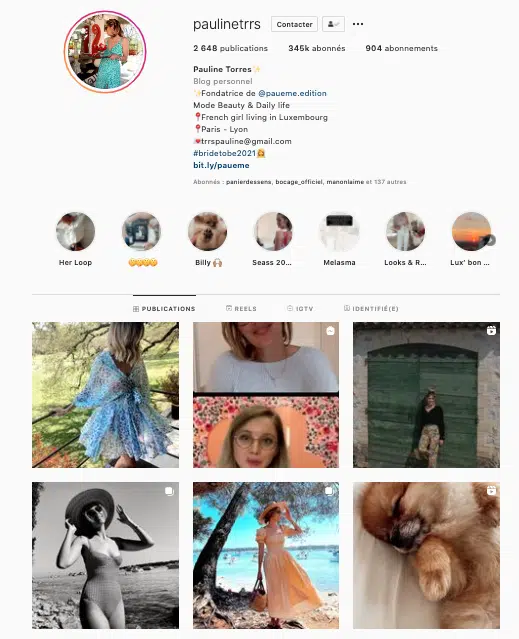 paulinetrrs Contacter
2 648 publications 345k abonnés 904 abonnements
Pauline Torres✨
Blog personnel
✨Fondatrice de @paueme.edition
Mode Beauty & Daily life
📍French girl living in Luxembourg
📍Paris - Lyon
💌trrspauline@gmail.com
#bridetobe2021👰
bit.ly/paueme
Abonnés : panierdessens, bocage_officiel, manonlaime et 137 autres
Her Loop Billy 🙌🏻 Seass 20... Melasma Looks & R... Lux' bon ...
PUBLICATIONS REELS IGTV IDENTIFIÉ(E)